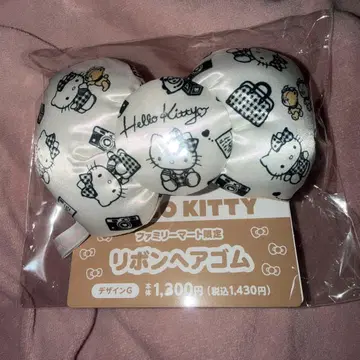 Hello Kitty
O KITTY
ファミリーマート限定
リボンヘアゴム
デザインG 本体 1,300円 (税込1,430円)